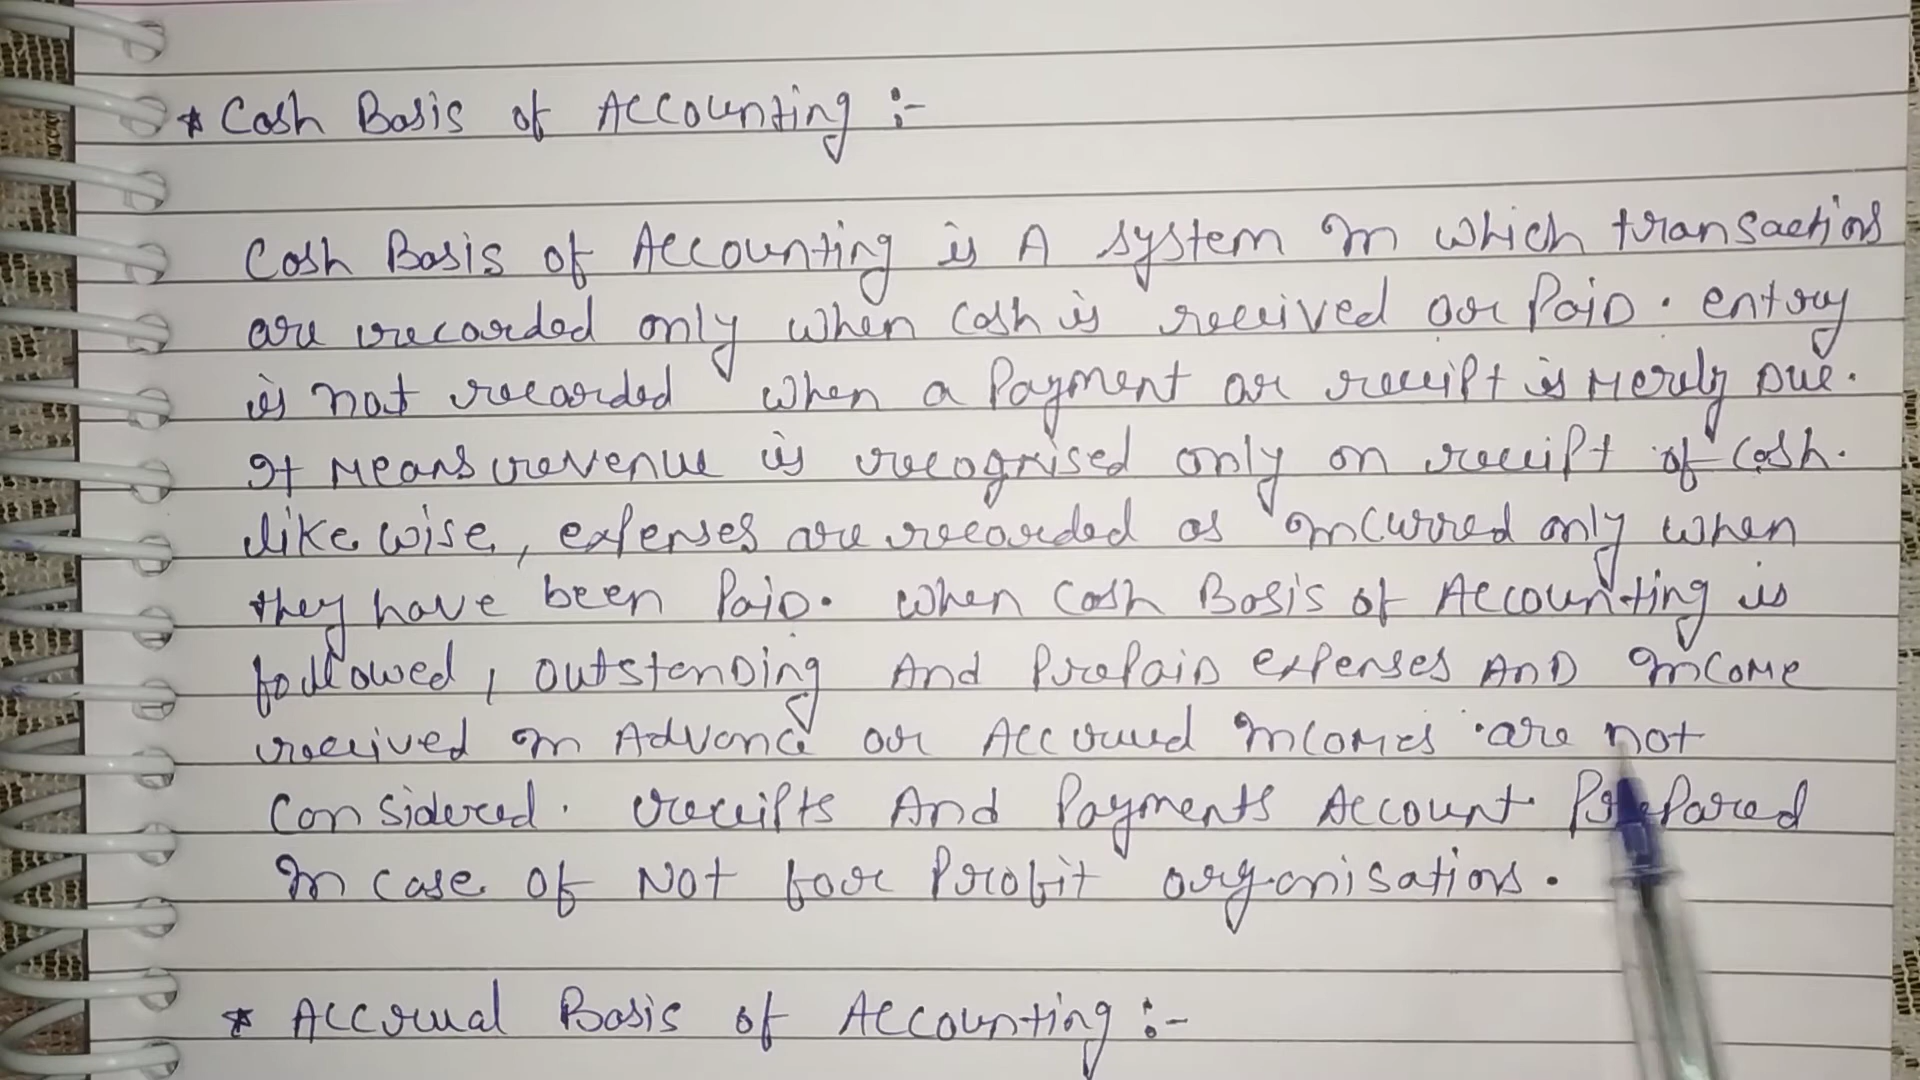 * Cash Basis of Accounting :-
Cash Basis of Accounting is A system In which transactions
are recorded only when cash is received or Paid. entry
is not recorded when a Payment or receipt is Merely Due.
It Means revenue is recognised only on receipt of Cash.
like wise, expenses are recorded as Incurred only when
they have been Paid. when Cash Basis of Accounting is
followed, outstanding And Prepaid expenses AND Income
received In Advance or Accrued Incomes are not
Considered. receipts And Payments Account Prepared
In case of Not for Profit organisations.
* Accrual Basis of Accounting :-